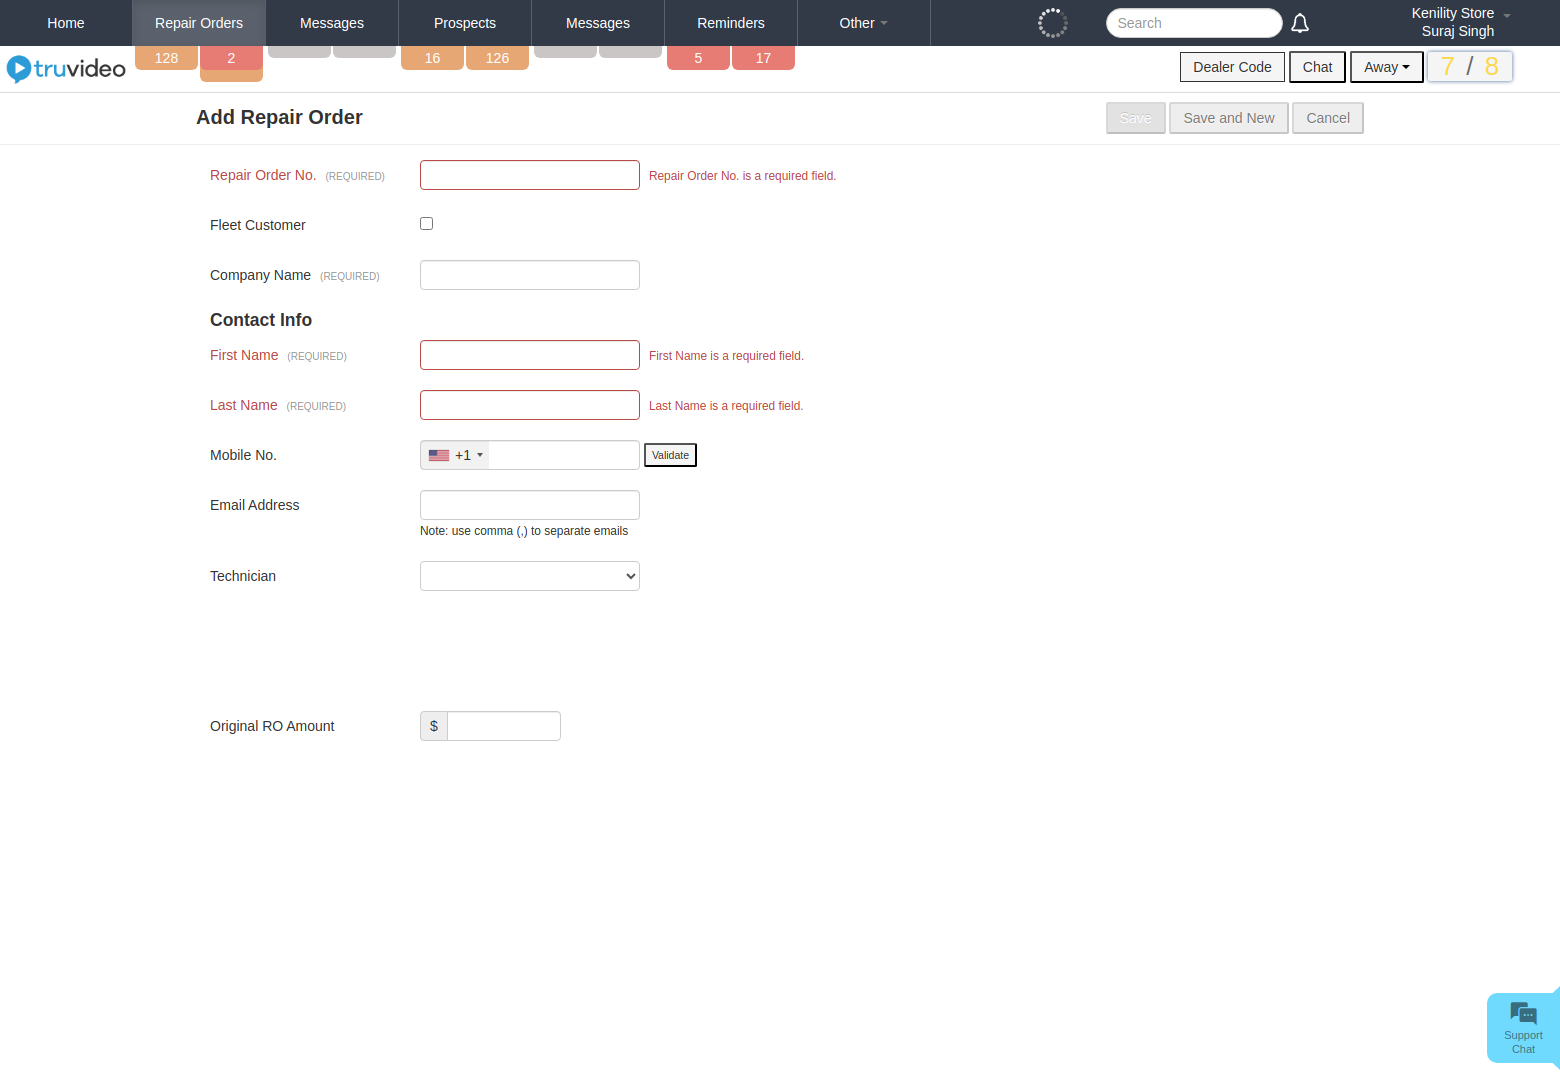 Home Repair Orders Messages Prospects Messages Reminders Other Search Kenility Store
Suraj Singh
truvideo 128 2 16 126 5 17 Dealer Code Chat Away 7 / 8
Add Repair Order Save Save and New Cancel
Repair Order No. (REQUIRED) Repair Order No. is a required field.
Fleet Customer
Company Name (REQUIRED)
Contact Info
First Name (REQUIRED) First Name is a required field.
Last Name (REQUIRED) Last Name is a required field.
Mobile No. +1 Validate
Email Address
Note: use comma (,) to separate emails
Technician
Original RO Amount $
Support
Chat